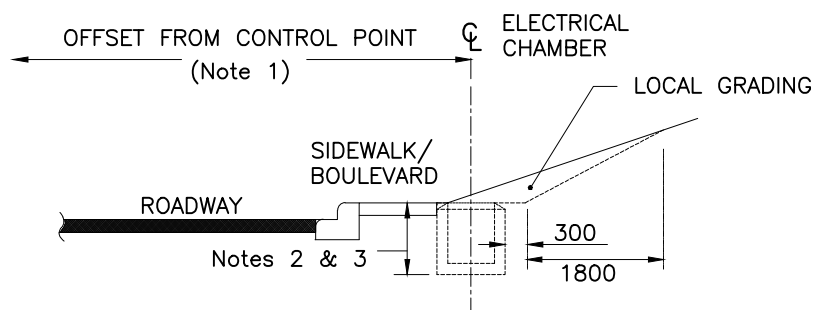 OFFSET FROM CONTROL POINT
(Note 1)
℄ ELECTRICAL
CHAMBER
LOCAL GRADING
SIDEWALK/
BOULEVARD
ROADWAY
Notes 2 & 3
300
1800